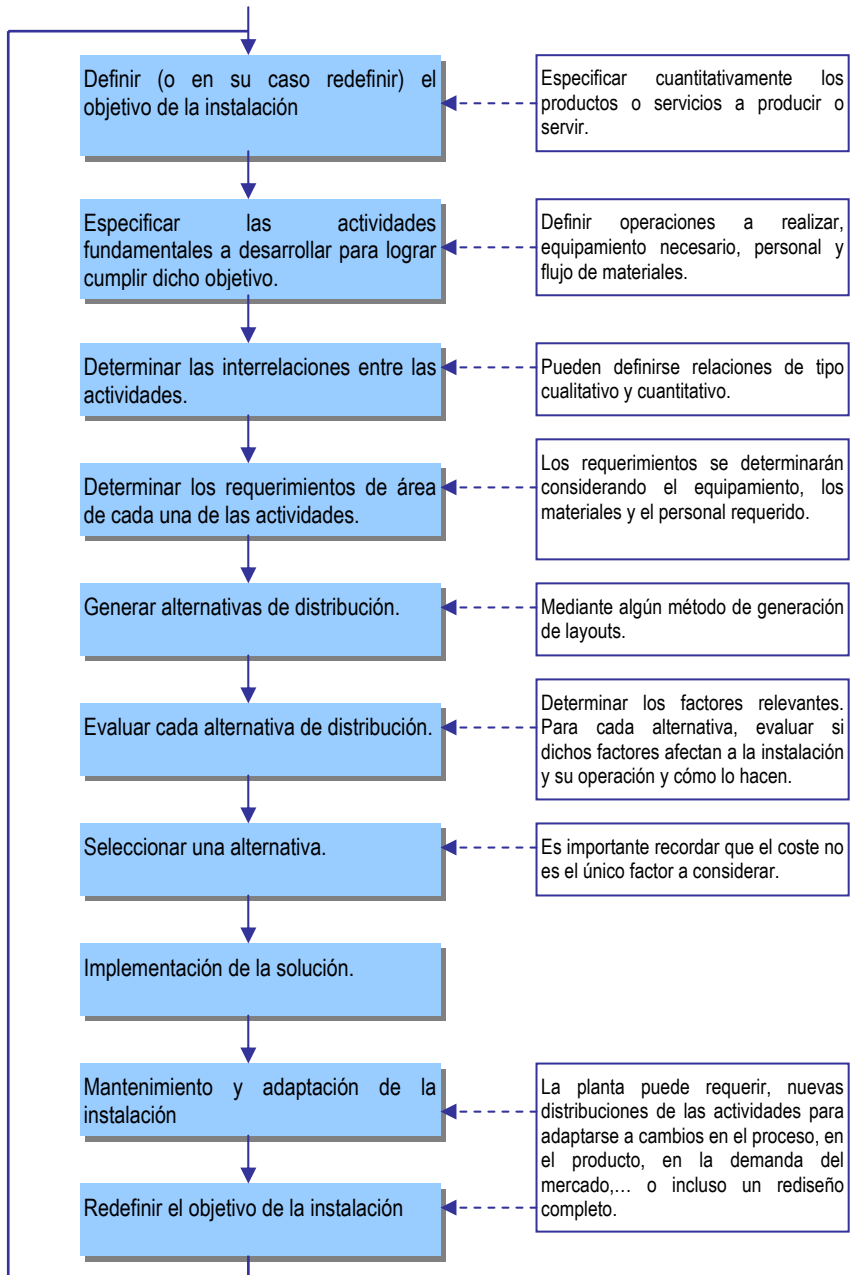 Definir (o en su caso redefinir) el
objetivo de la instalación
Especificar cuantitativamente los
productos o servicios a producir o
servir.
Especificar las actividades
fundamentales a desarrollar para lograr
cumplir dicho objetivo.
Definir operaciones a realizar,
equipamiento necesario, personal y
flujo de materiales.
Determinar las interrelaciones entre las
actividades.
Pueden definirse relaciones de tipo
cualitativo y cuantitativo.
Determinar los requerimientos de área
de cada una de las actividades.
Los requerimientos se determinarán
considerando el equipamiento, los
materiales y el personal requerido.
Generar alternativas de distribución.
Mediante algún método de generación
de layouts.
Evaluar cada alternativa de distribución.
Determinar los factores relevantes.
Para cada alternativa, evaluar si
dichos factores afectan a la instalación
y su operación y cómo lo hacen.
Seleccionar una alternativa.
Es importante recordar que el coste no
es el único factor a considerar.
Implementación de la solución.
Mantenimiento y adaptación de la
instalación
La planta puede requerir, nuevas
distribuciones de las actividades para
adaptarse a cambios en el proceso, en
el producto, en la demanda del
mercado,… o incluso un rediseño
completo.
Redefinir el objetivo de la instalación